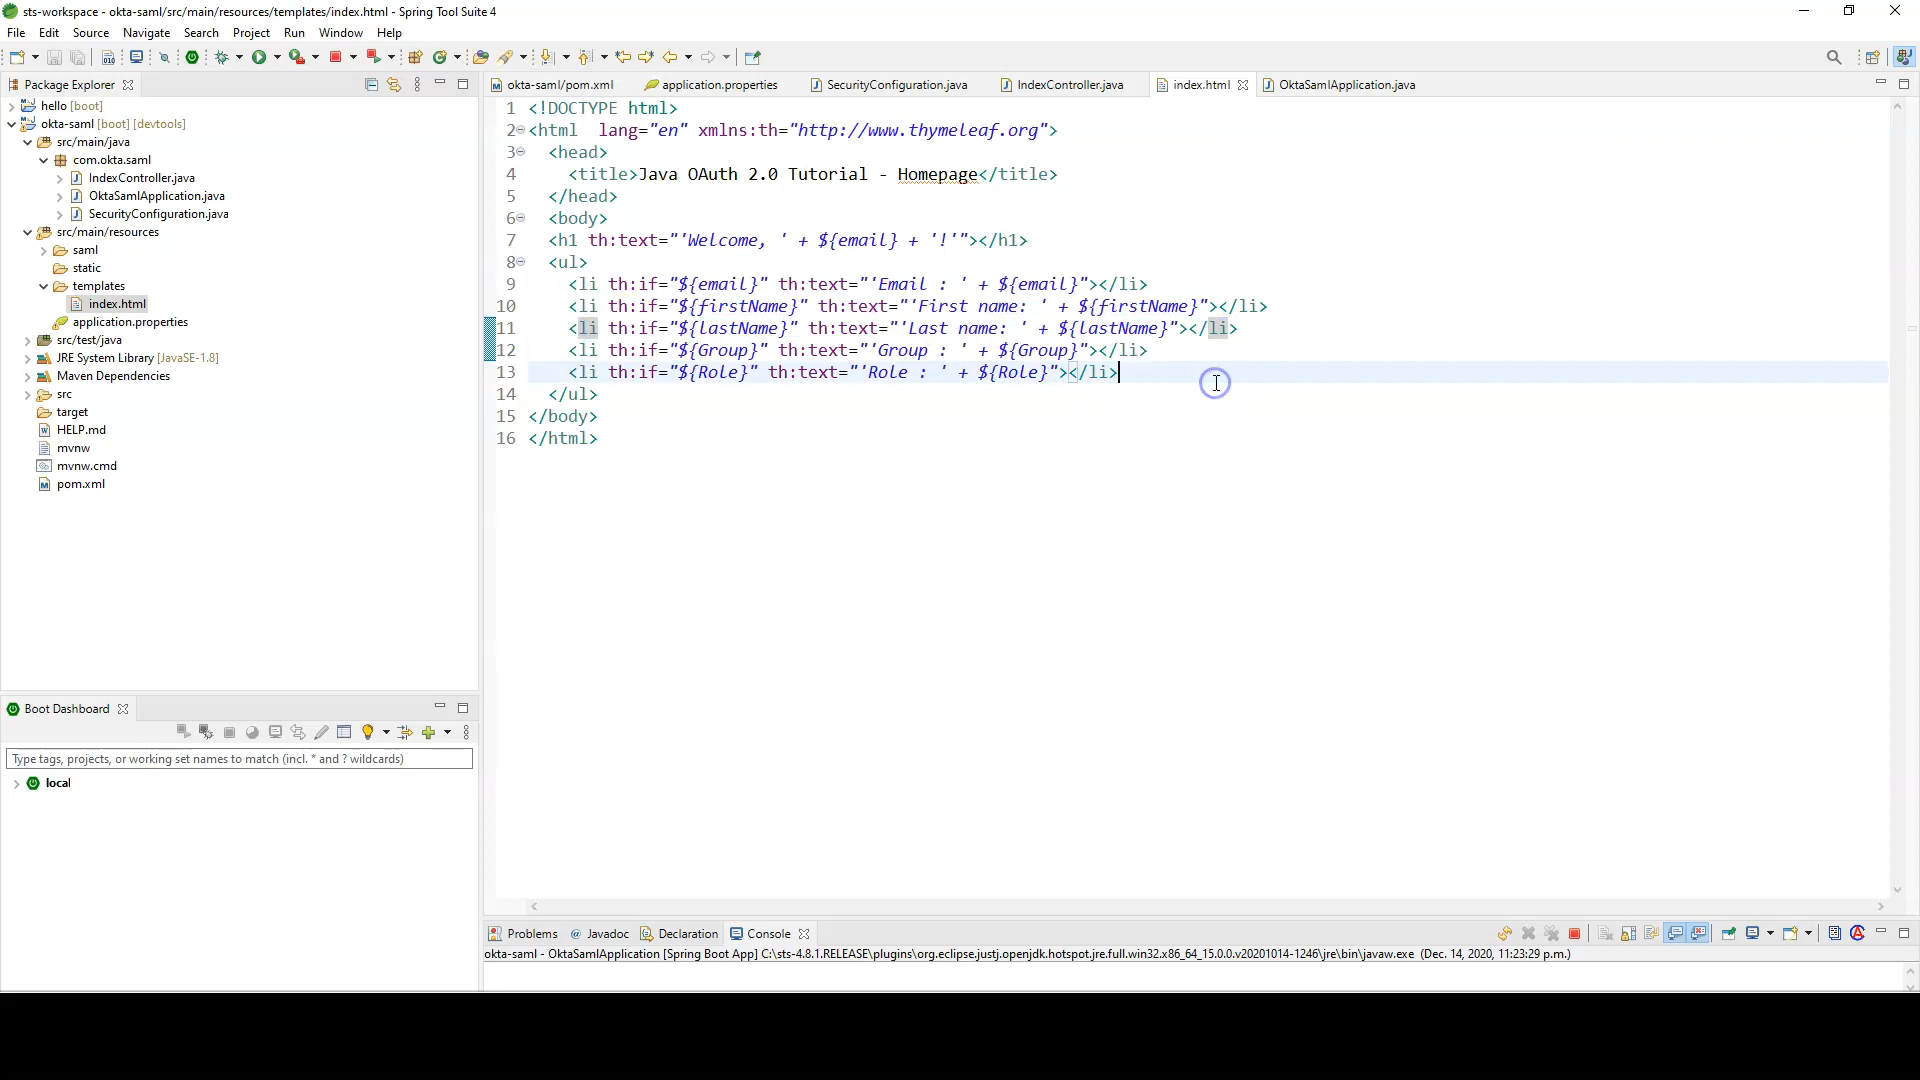 sts-workspace - okta-saml/src/main/resources/templates/index.html - Spring Tool Suite 4
File Edit Source Navigate Search Project Run Window Help
Package Explorer
hello [boot]
okta-saml [boot] [devtools]
src/main/java
com.okta.saml
IndexController.java
OktaSamlApplication.java
SecurityConfiguration.java
src/main/resources
saml
static
templates
index.html
application.properties
src/test/java
JRE System Library [JavaSE-1.8]
Maven Dependencies
src
target
HELP.md
mvnw
mvnw.cmd
pom.xml
okta-saml/pom.xml application.properties SecurityConfiguration.java IndexController.java index.html OktaSamlApplication.java
1 <!DOCTYPE html>
2 <html  lang="en" xmlns:th="http://www.thymeleaf.org">
3   <head>
4     <title>Java OAuth 2.0 Tutorial - Homepage</title>
5   </head>
6   <body>
7   <h1 th:text="'Welcome, ' + ${email} + '!'"></h1>
8   <ul>
9     <li th:if="${email}" th:text="'Email : ' + ${email}"></li>
10     <li th:if="${firstName}" th:text="'First name: ' + ${firstName}"></li>
11     <li th:if="${lastName}" th:text="'Last name: ' + ${lastName}"></li>
12     <li th:if="${Group}" th:text="'Group : ' + ${Group}"></li>
13     <li th:if="${Role}" th:text="'Role : ' + ${Role}"></li>
14   </ul>
15 </body>
16 </html>
Boot Dashboard
Type tags, projects, or working set names to match (incl. * and ? wildcards)
local
Problems @ Javadoc Declaration Console
okta-saml - OktaSamlApplication [Spring Boot App] C:\sts-4.8.1.RELEASE\plugins\org.eclipse.justj.openjdk.hotspot.jre.full.win32.x86_64_15.0.0.v20201014-1246\jre\bin\javaw.exe (Dec. 14, 2020, 11:23:29 p.m.)